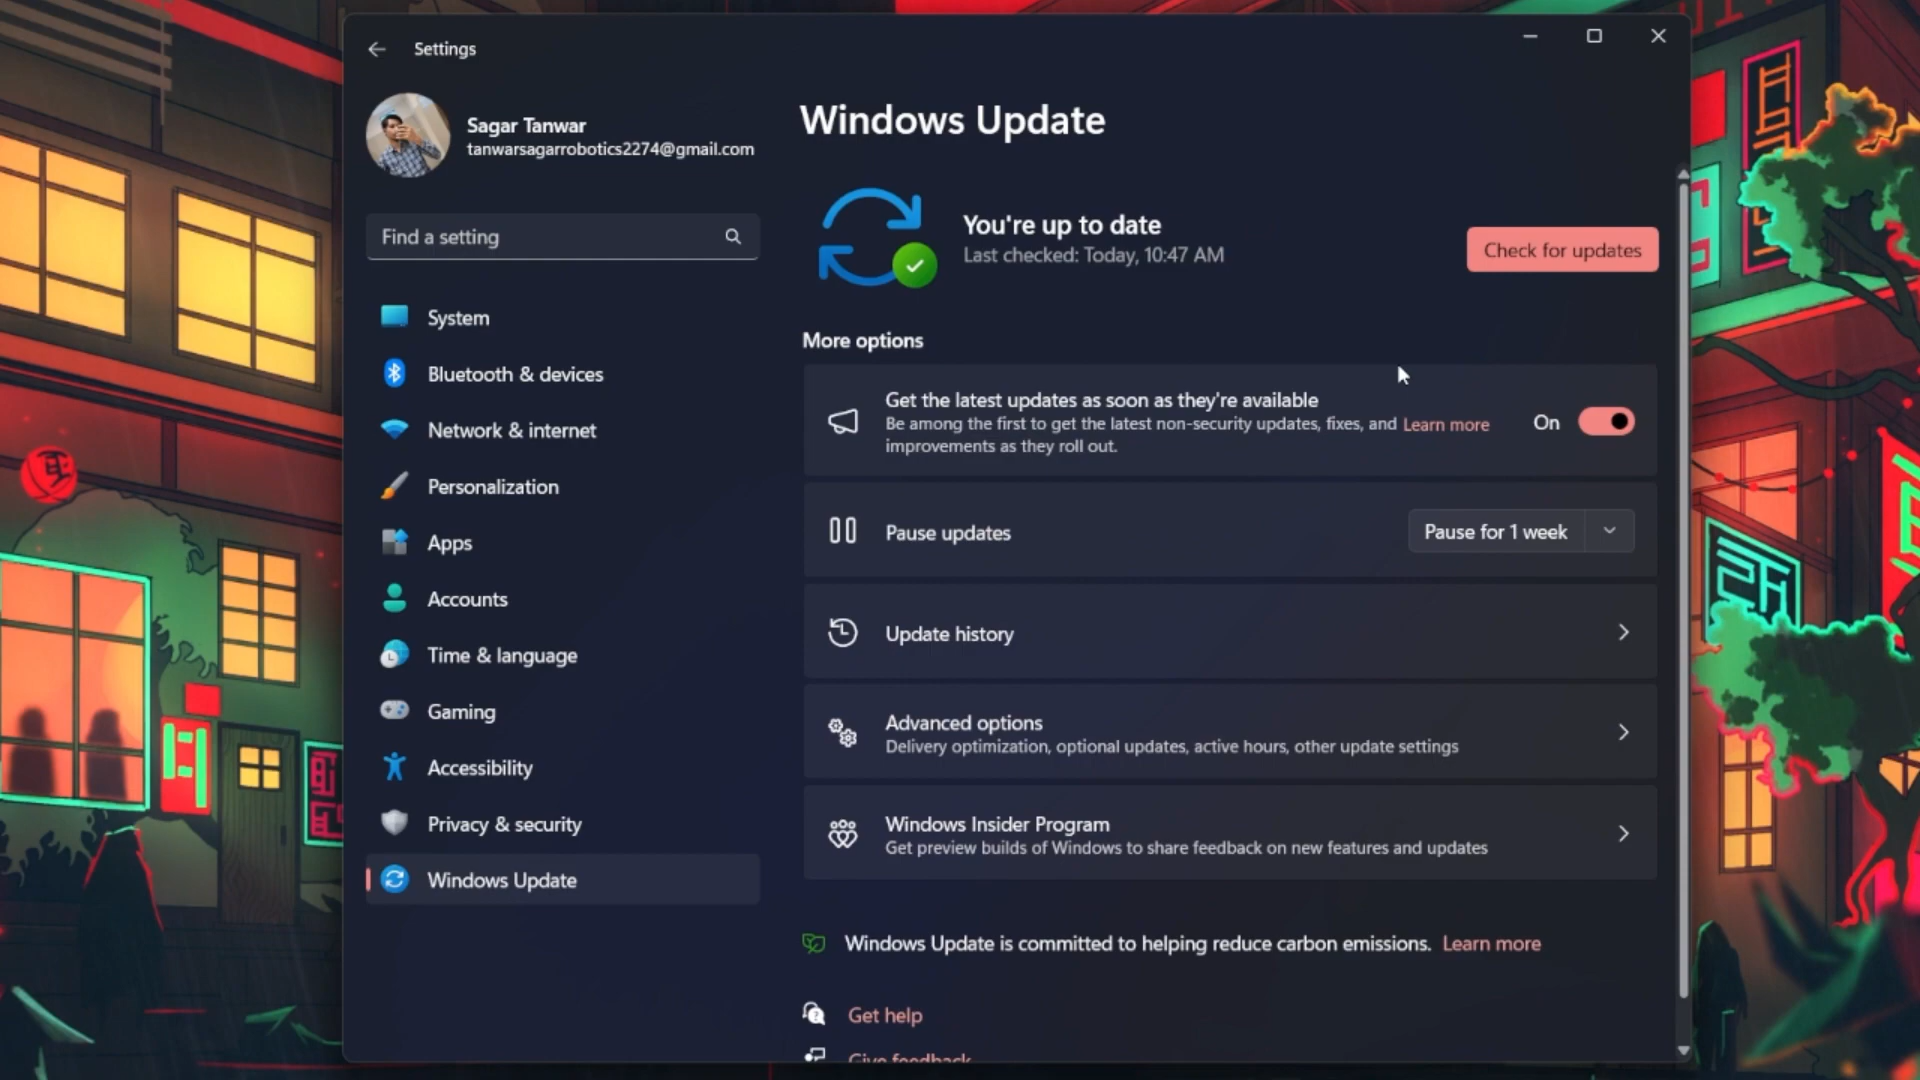 Settings
Sagar Tanwar
tanwarsagarrobotics2274@gmail.com
Find a setting
System
Bluetooth & devices
Network & internet
Personalization
Apps
Accounts
Time & language
Gaming
Accessibility
Privacy & security
Windows Update
Windows Update
You're up to date
Last checked: Today, 10:47 AM
Check for updates
More options
Get the latest updates as soon as they're available
Be among the first to get the latest non-security updates, fixes, and Learn more
improvements as they roll out.
On
Pause updates
Pause for 1 week
Update history
Advanced options
Delivery optimization, optional updates, active hours, other update settings
Windows Insider Program
Get preview builds of Windows to share feedback on new features and updates
Windows Update is committed to helping reduce carbon emissions. Learn more
Get help
Give feedback